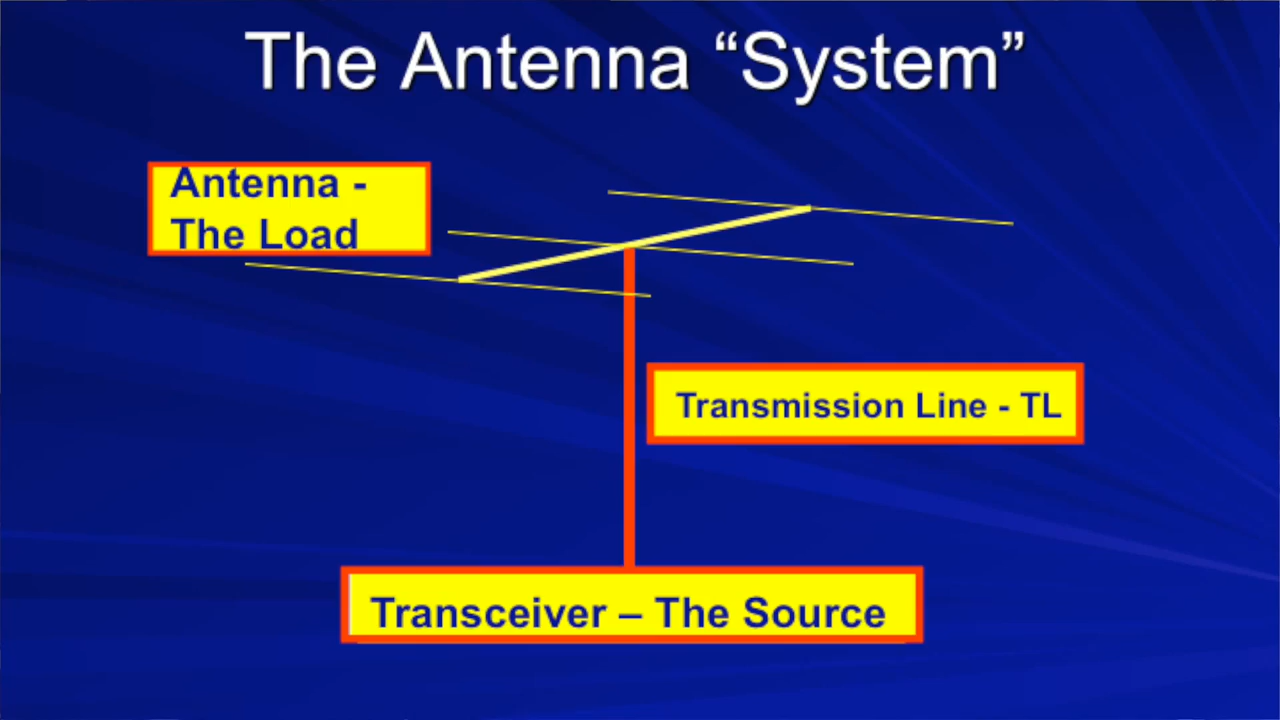 The Antenna “System”
Antenna -
The Load
Transmission Line - TL
Transceiver – The Source